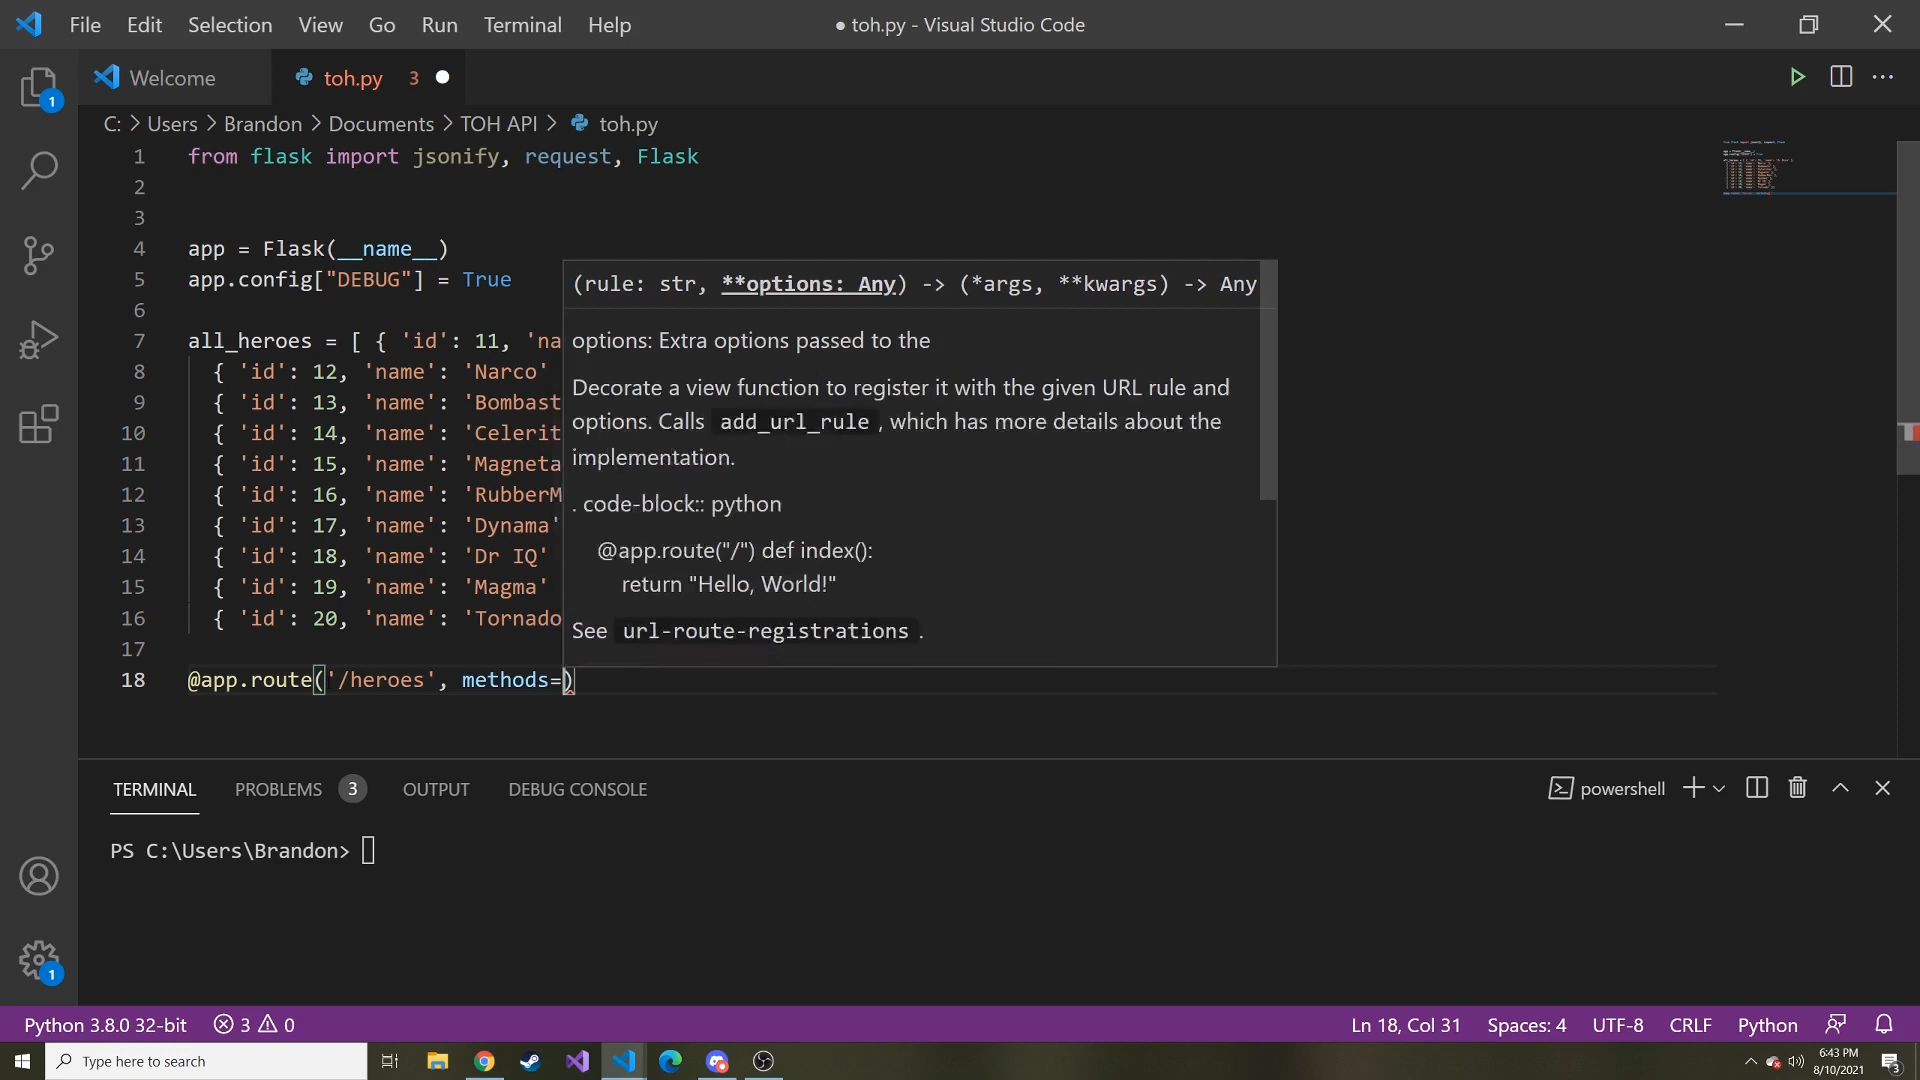 File Edit Selection View Go Run Terminal Help
● toh.py - Visual Studio Code
Welcome
toh.py 3
C: > Users > Brandon > Documents > TOH API > toh.py
1 from flask import jsonify, request, Flask
2
3
4 app = Flask(__name__)
5 app.config["DEBUG"] = True
6
7 all_heroes = [ { 'id': 11, 'na
8 { 'id': 12, 'name': 'Narco'
9 { 'id': 13, 'name': 'Bombast
10 { 'id': 14, 'name': 'Celerit
11 { 'id': 15, 'name': 'Magneta
12 { 'id': 16, 'name': 'RubberM
13 { 'id': 17, 'name': 'Dynama'
14 { 'id': 18, 'name': 'Dr IQ'
15 { 'id': 19, 'name': 'Magma'
16 { 'id': 20, 'name': 'Tornado
17
18 @app.route('/heroes', methods=)
(rule: str, **options: Any) -> (*args, **kwargs) -> Any
options: Extra options passed to the
Decorate a view function to register it with the given URL rule and
options. Calls add_url_rule , which has more details about the
implementation.
. code-block:: python
@app.route("/") def index():
return "Hello, World!"
See url-route-registrations .
TERMINAL PROBLEMS 3 OUTPUT DEBUG CONSOLE
powershell
PS C:\Users\Brandon>
1
1
Python 3.8.0 32-bit 3 0
Ln 18, Col 31 Spaces: 4 UTF-8 CRLF Python
Type here to search
6:43 PM
8/10/2021
3